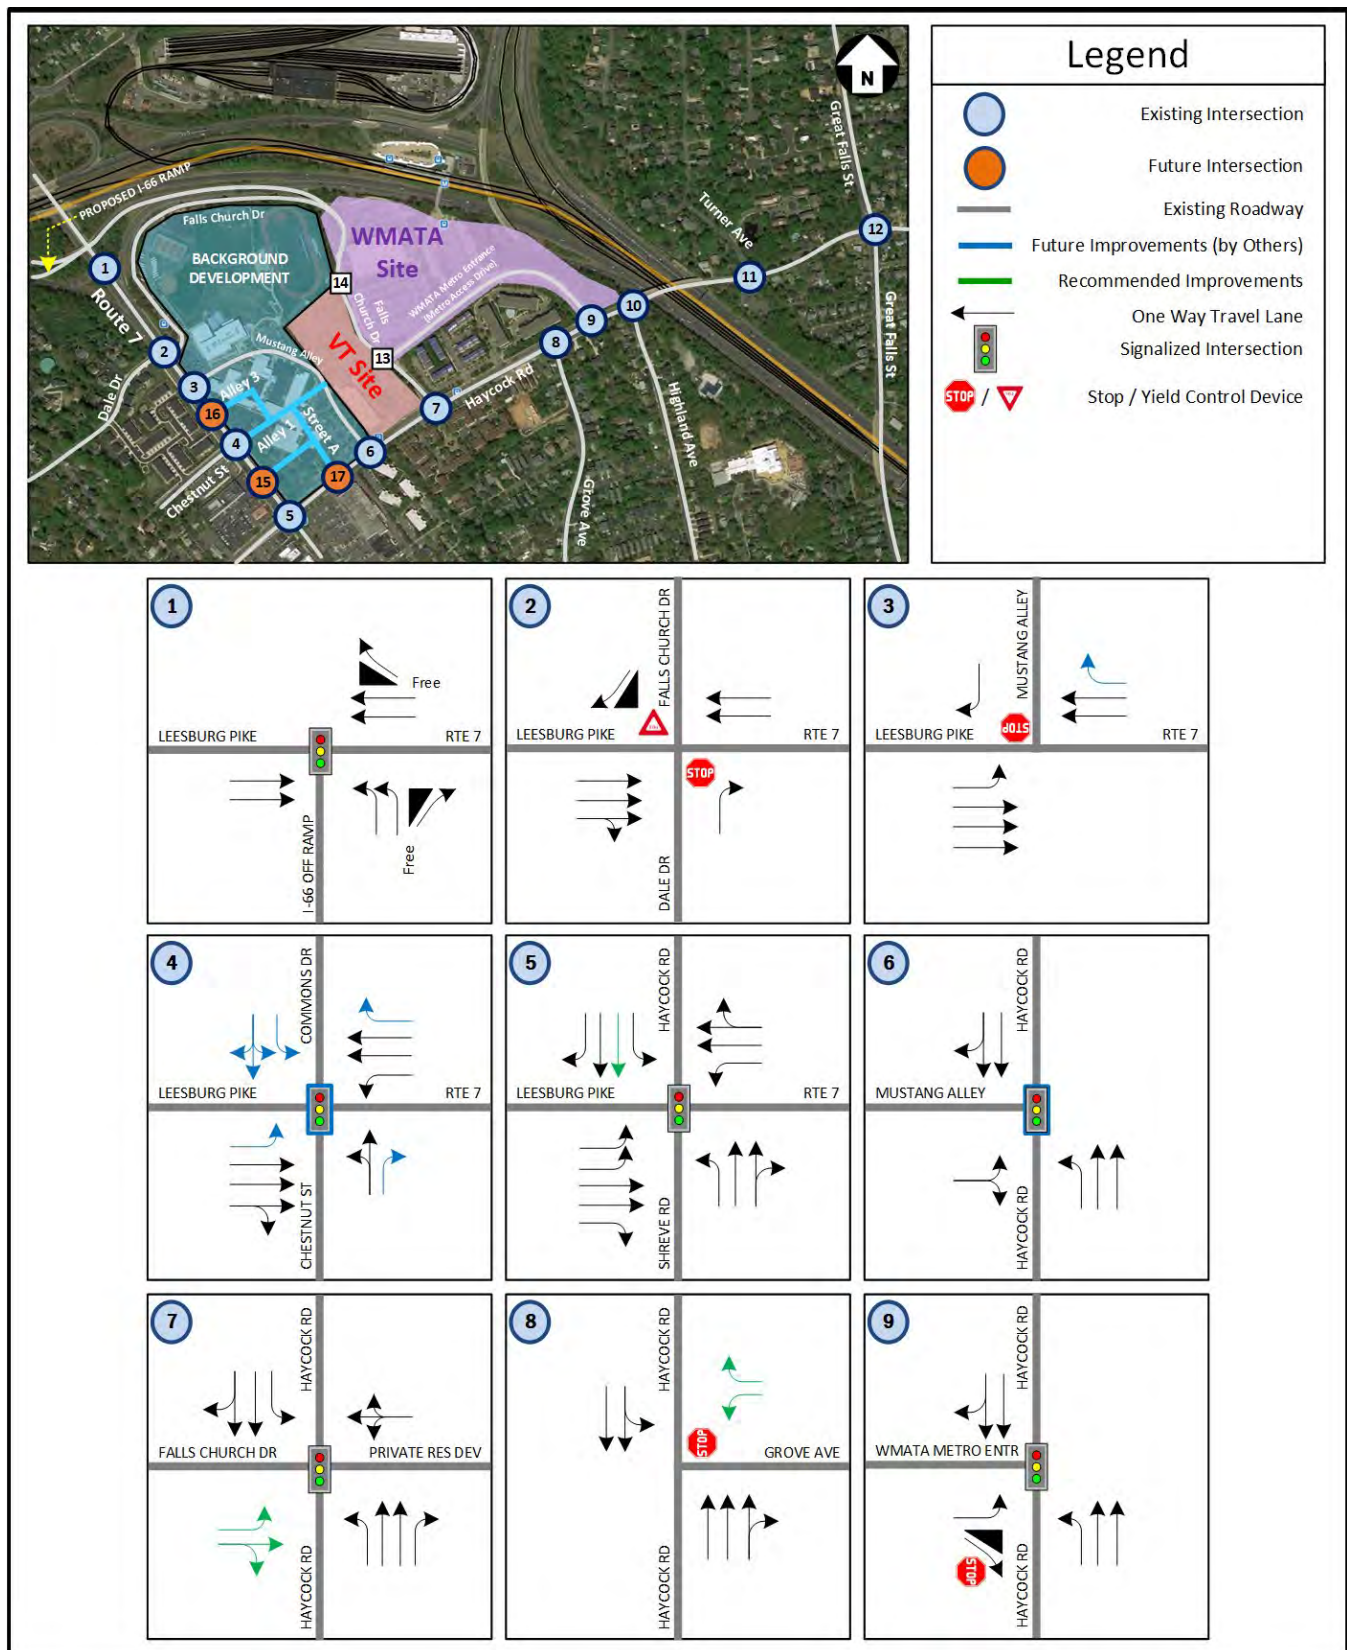 N
PROPOSED I-66 RAMP
Falls Church Dr
BACKGROUND
DEVELOPMENT
WMATA
Site
WMATA Metro Entrance
(Metro Access Drive)
Falls
Church Dr
VT Site
Mustang Alley
Alley 3
Alley 1
Street A
Route 7
Dale Dr
Chestnut St
Haycock Rd
Grove Ave
Highland Ave
Turner Ave
Great Falls St
Great Falls St
1
2
3
16
4
15
5
17
6
7
13
14
8
9
10
11
12
Legend
Existing Intersection
Future Intersection
Existing Roadway
Future Improvements (by Others)
Recommended Improvements
One Way Travel Lane
Signalized Intersection
STOP / Stop / Yield Control Device
1
Free
LEESBURG PIKE
RTE 7
I-66 OFF RAMP
Free
2
FALLS CHURCH DR
LEESBURG PIKE
RTE 7
STOP
DALE DR
3
MUSTANG ALLEY
LEESBURG PIKE
STOP
RTE 7
4
COMMONS DR
LEESBURG PIKE
RTE 7
CHESTNUT ST
5
HAYCOCK RD
LEESBURG PIKE
RTE 7
SHREVE RD
6
HAYCOCK RD
MUSTANG ALLEY
HAYCOCK RD
7
HAYCOCK RD
FALLS CHURCH DR
PRIVATE RES DEV
HAYCOCK RD
8
HAYCOCK RD
STOP
GROVE AVE
HAYCOCK RD
9
HAYCOCK RD
WMATA METRO ENTR
STOP
HAYCOCK RD